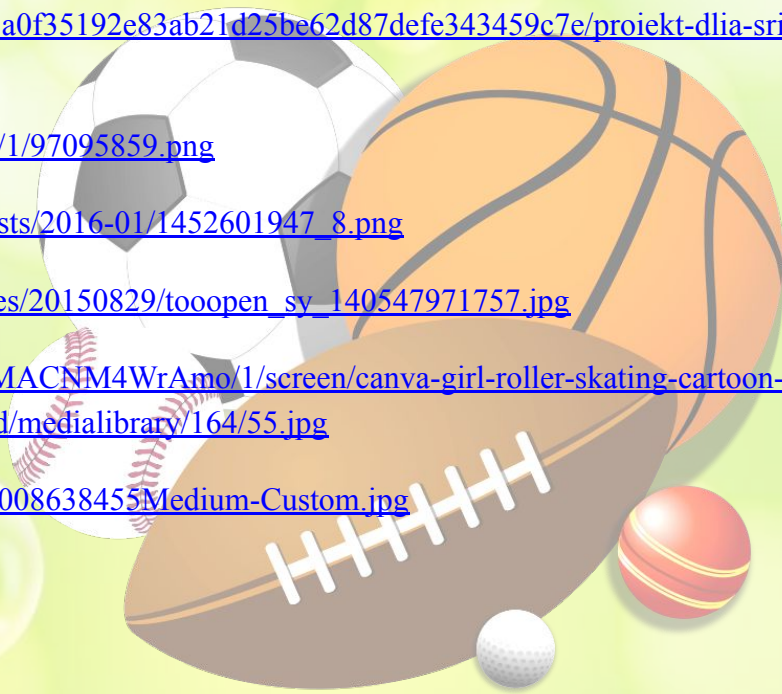 a0f35192e83ab21d25be62d87defe343459c7e/proiekt-dlia-sri
/1/97095859.png
sts/2016-01/1452601947_8.png
es/20150829/tooopen_sy_140547971757.jpg
MACNM4WrAmo/1/screen/canva-girl-roller-skating-cartoon-
d/medialibrary/164/55.jpg
008638455Medium-Custom.jpg